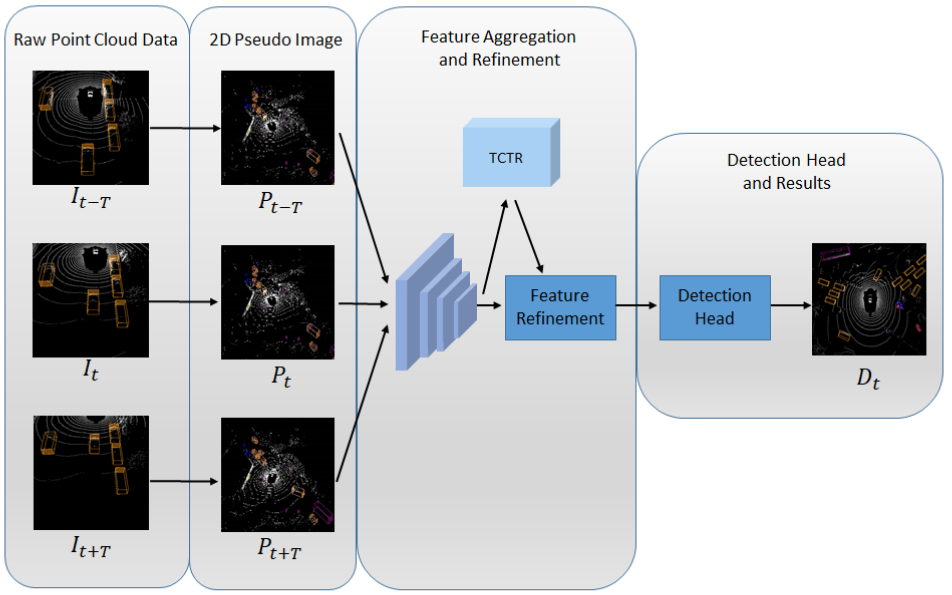 Raw Point Cloud Data
2D Pseudo Image
Feature Aggregation
and Refinement
TCTR
Detection Head
and Results
I_{t-T}
P_{t-T}
Feature
Refinement
Detection
Head
I_t
P_t
D_t
I_{t+T}
P_{t+T}